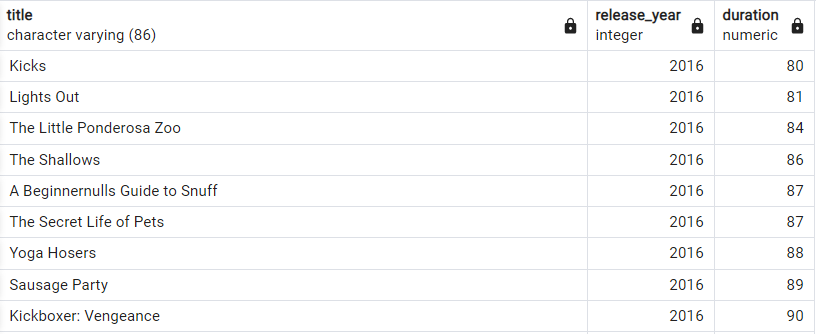 title release_year duration
character varying (86) integer numeric
Kicks 2016 80
Lights Out 2016 81
The Little Ponderosa Zoo 2016 84
The Shallows 2016 86
A Beginnernulls Guide to Snuff 2016 87
The Secret Life of Pets 2016 87
Yoga Hosers 2016 88
Sausage Party 2016 89
Kickboxer: Vengeance 2016 90